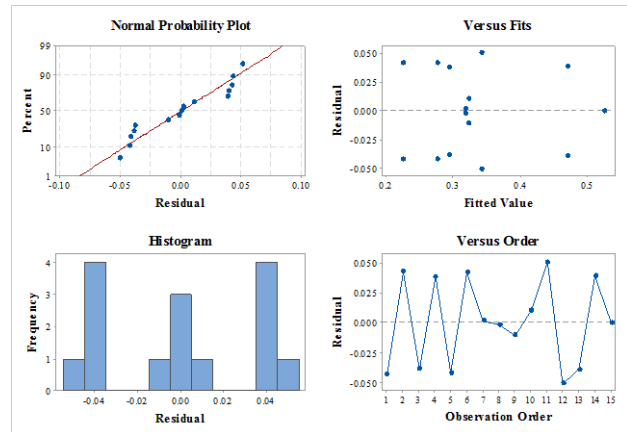 Normal Probability Plot
99
90
50
10
1
Percent
-0.10
-0.05
0.00
0.05
0.10
Residual
Versus Fits
0.050
0.025
0.000
-0.025
-0.050
Residual
0.2
0.3
0.4
0.5
Fitted Value
Histogram
4
3
2
1
0
Frequency
-0.04
-0.02
0.00
0.02
0.04
Residual
Versus Order
0.050
0.025
0.000
-0.025
-0.050
Residual
1 2 3 4 5 6 7 8 9 10 11 12 13 14 15
Observation Order